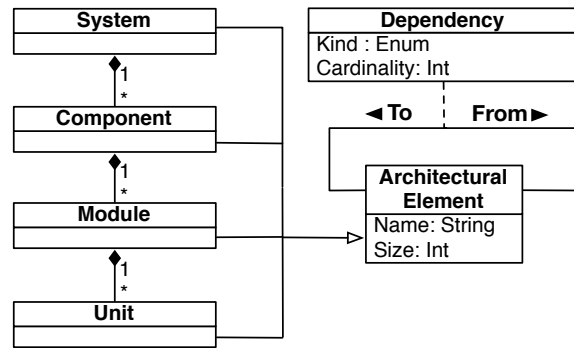 System
1
*
Component
1
*
Module
1
*
Unit
Dependency
Kind : Enum
Cardinality: Int
◄ To From ►
Architectural
Element
Name: String
Size: Int